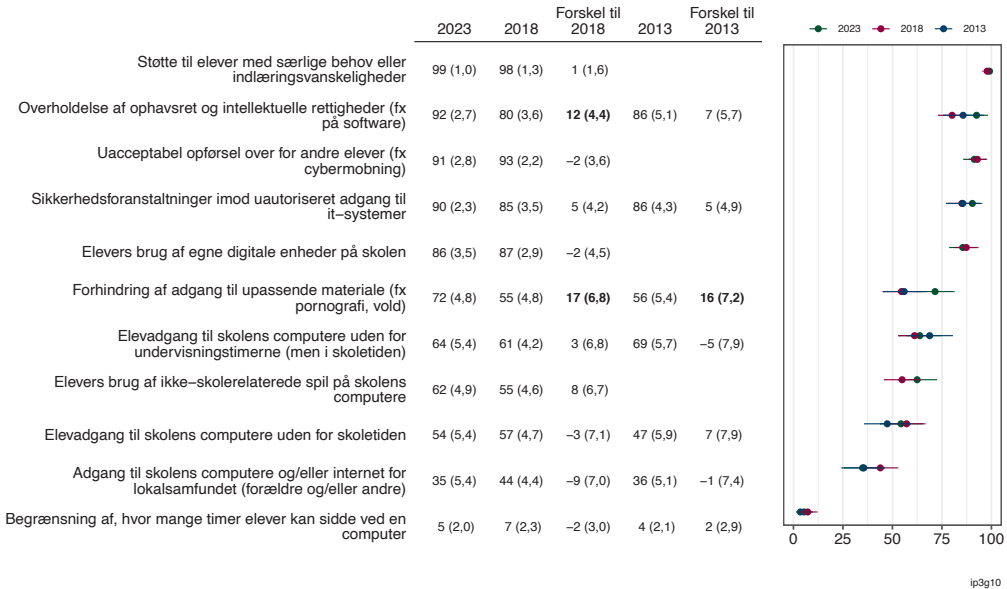 Forskel til Forskel til
2023 2018 2018 2013 2013
2023 2018 2013
Støtte til elever med særlige behov eller
indlæringsvanskeligheder
99 (1,0) 98 (1,3) 1 (1,6)
Overholdelse af ophavsret og intellektuelle rettigheder (fx
på software)
92 (2,7) 80 (3,6) 12 (4,4) 86 (5,1) 7 (5,7)
Uacceptabel opførsel over for andre elever (fx
cybermobning)
91 (2,8) 93 (2,2) −2 (3,6)
Sikkerhedsforanstaltninger imod uautoriseret adgang til
it−systemer
90 (2,3) 85 (3,5) 5 (4,2) 86 (4,3) 5 (4,9)
Elevers brug af egne digitale enheder på skolen
86 (3,5) 87 (2,9) −2 (4,5)
Forhindring af adgang til upassende materiale (fx
pornografi, vold)
72 (4,8) 55 (4,8) 17 (6,8) 56 (5,4) 16 (7,2)
Elevadgang til skolens computere uden for
undervisningstimerne (men i skoletiden)
64 (5,4) 61 (4,2) 3 (6,8) 69 (5,7) −5 (7,9)
Elevers brug af ikke−skolerelaterede spil på skolens
computere
62 (4,9) 55 (4,6) 8 (6,7)
Elevadgang til skolens computere uden for skoletiden
54 (5,4) 57 (4,7) −3 (7,1) 47 (5,9) 7 (7,9)
Adgang til skolens computere og/eller internet for
lokalsamfundet (forældre og/eller andre)
35 (5,4) 44 (4,4) −9 (7,0) 36 (5,1) −1 (7,4)
Begrænsning af, hvor mange timer elever kan sidde ved en
computer
5 (2,0) 7 (2,3) −2 (3,0) 4 (2,1) 2 (2,9)
0 25 50 75 100
ip3g10